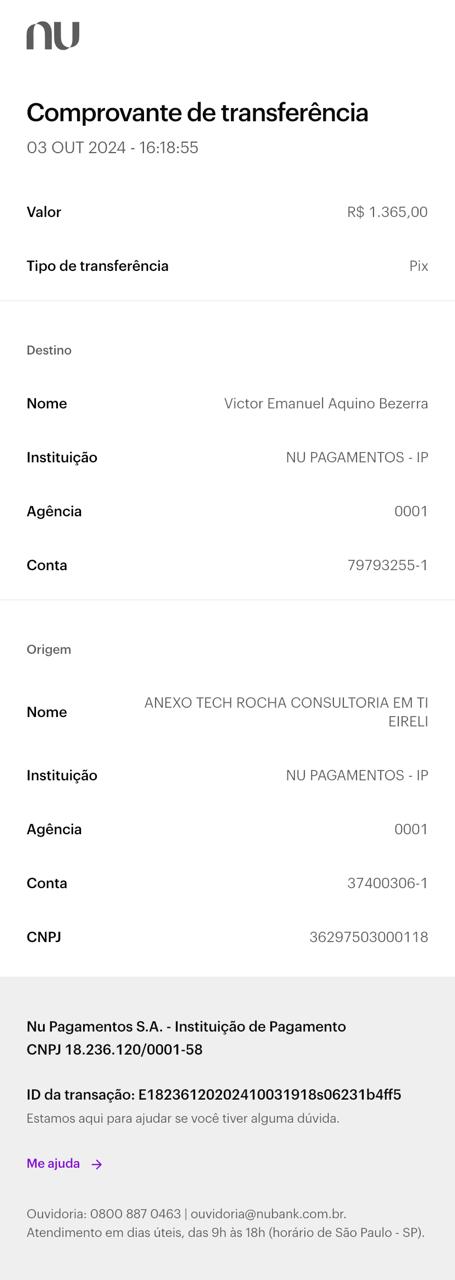 nu
Comprovante de transferência
03 OUT 2024 - 16:18:55
Valor R$ 1.365,00
Tipo de transferência Pix
Destino
Nome Victor Emanuel Aquino Bezerra
Instituição NU PAGAMENTOS - IP
Agência 0001
Conta 79793255-1
Origem
Nome ANEXO TECH ROCHA CONSULTORIA EM TI
EIRELI
Instituição NU PAGAMENTOS - IP
Agência 0001
Conta 37400306-1
CNPJ 36297503000118
Nu Pagamentos S.A. - Instituição de Pagamento
CNPJ 18.236.120/0001-58
ID da transação: E18236120202410031918s06231b4ff5
Estamos aqui para ajudar se você tiver alguma dúvida.
Me ajuda →
Ouvidoria: 0800 887 0463 | ouvidoria@nubank.com.br.
Atendimento em dias úteis, das 9h às 18h (horário de São Paulo - SP).